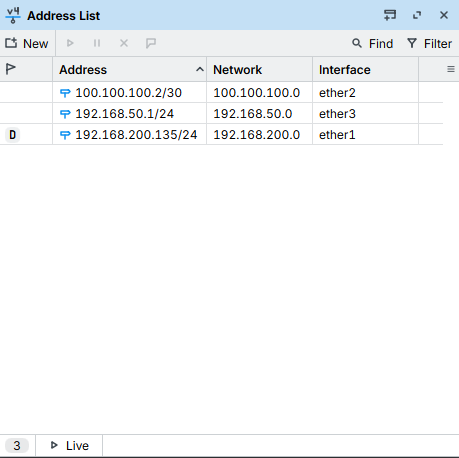 v4 Address List
New Find Filter
Address Network Interface
100.100.100.2/30 100.100.100.0 ether2
192.168.50.1/24 192.168.50.0 ether3
D 192.168.200.135/24 192.168.200.0 ether1
3 Live